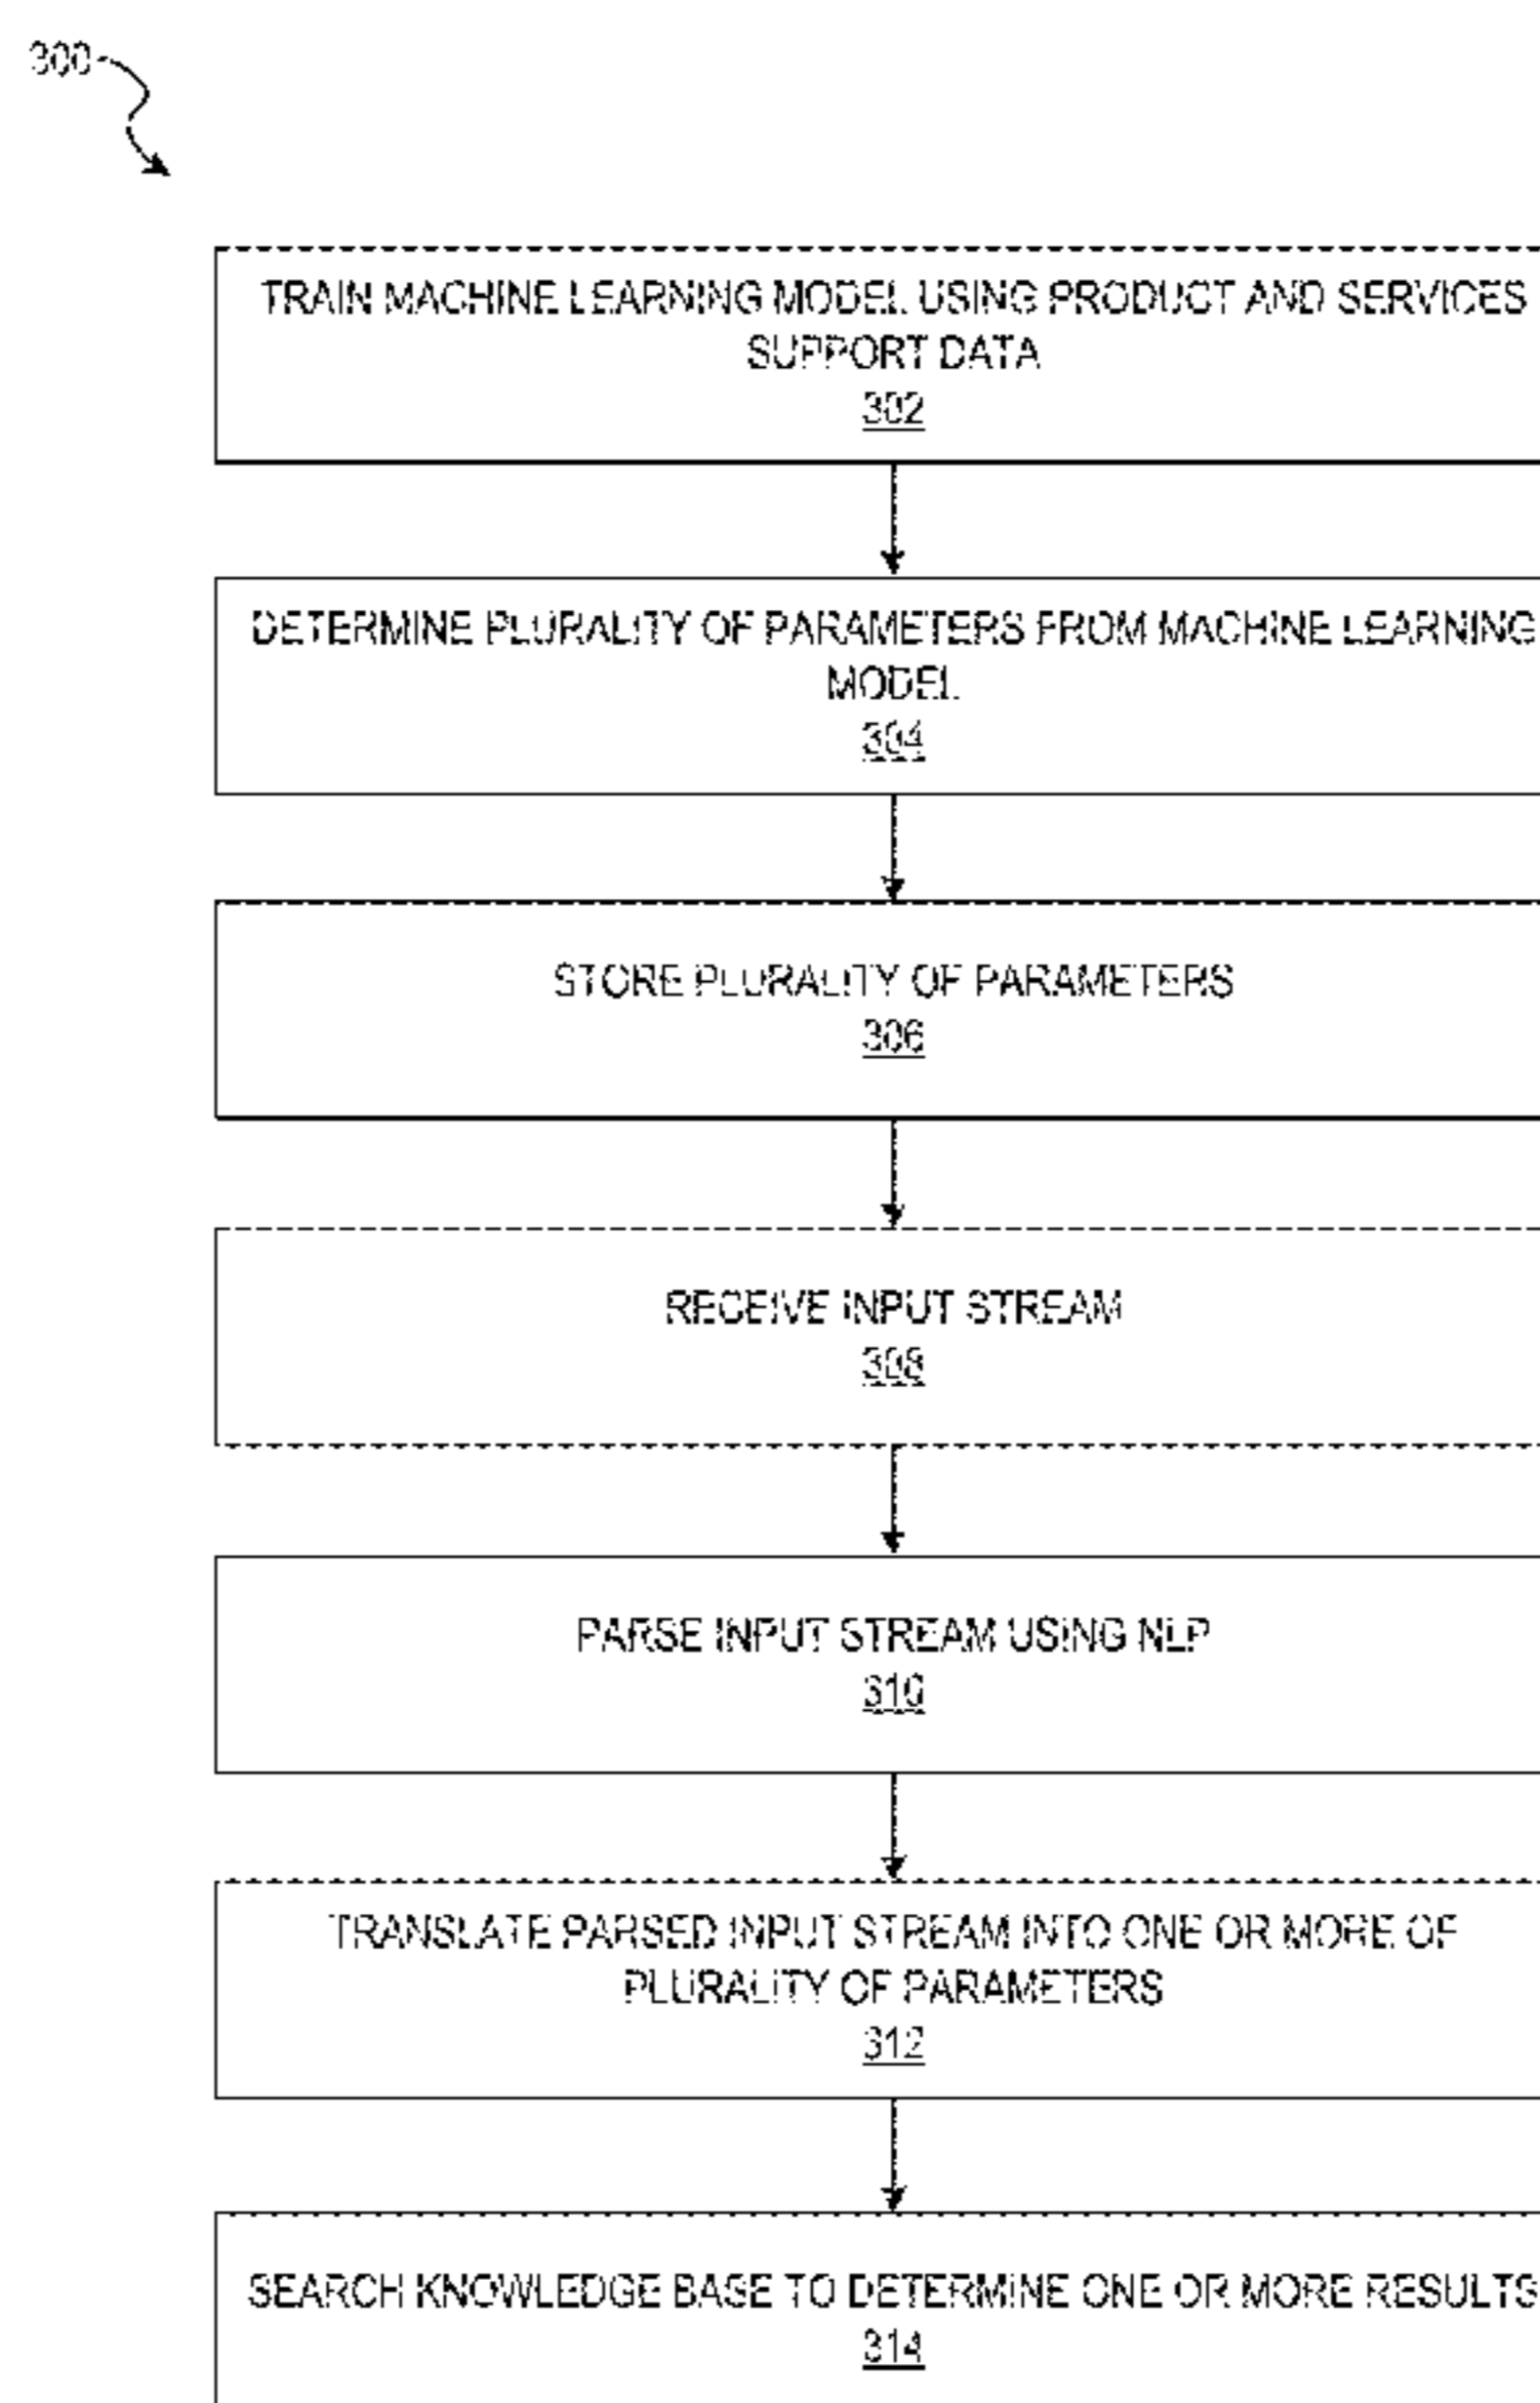 300
TRAIN MACHINE LEARNING MODEL USING PRODUCT AND SERVICES
SUPPORT DATA
302
DETERMINE PLURALITY OF PARAMETERS FROM MACHINE LEARNING
MODEL
304
STORE PLURALITY OF PARAMETERS
306
RECEIVE INPUT STREAM
308
PARSE INPUT STREAM USING NLP
310
TRANSLATE PARSED INPUT STREAM INTO ONE OR MORE OF
PLURALITY OF PARAMETERS
312
SEARCH KNOWLEDGE BASE TO DETERMINE ONE OR MORE RESULTS
314